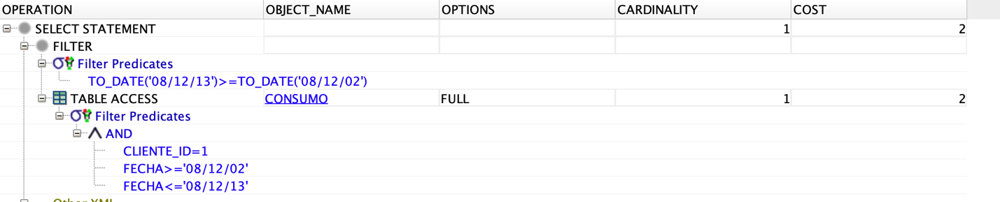 OPERATION OBJECT_NAME OPTIONS CARDINALITY COST
SELECT STATEMENT 1 2
FILTER
Filter Predicates
TO_DATE('08/12/13')>=TO_DATE('08/12/02')
TABLE ACCESS CONSUMO FULL 1 2
Filter Predicates
AND
CLIENTE_ID=1
FECHA>='08/12/02'
FECHA<='08/12/13'
Other XML